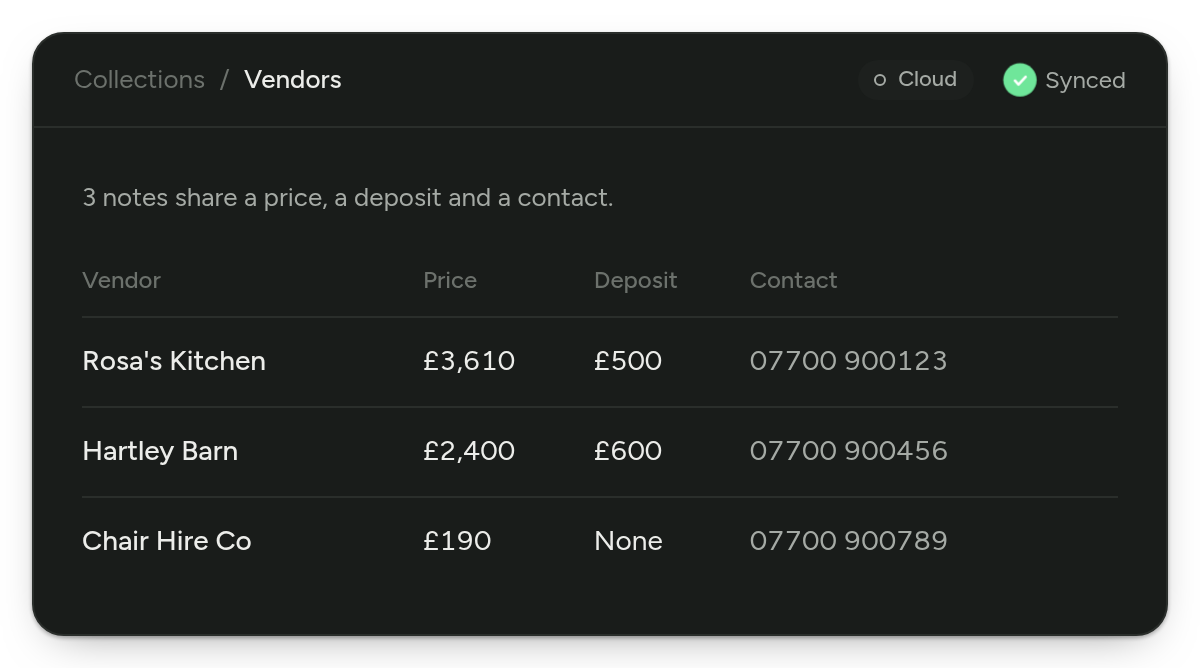 Collections / Vendors
Cloud
Synced
3 notes share a price, a deposit and a contact.
Vendor Price Deposit Contact
Rosa's Kitchen £3,610 £500 07700 900123
Hartley Barn £2,400 £600 07700 900456
Chair Hire Co £190 None 07700 900789